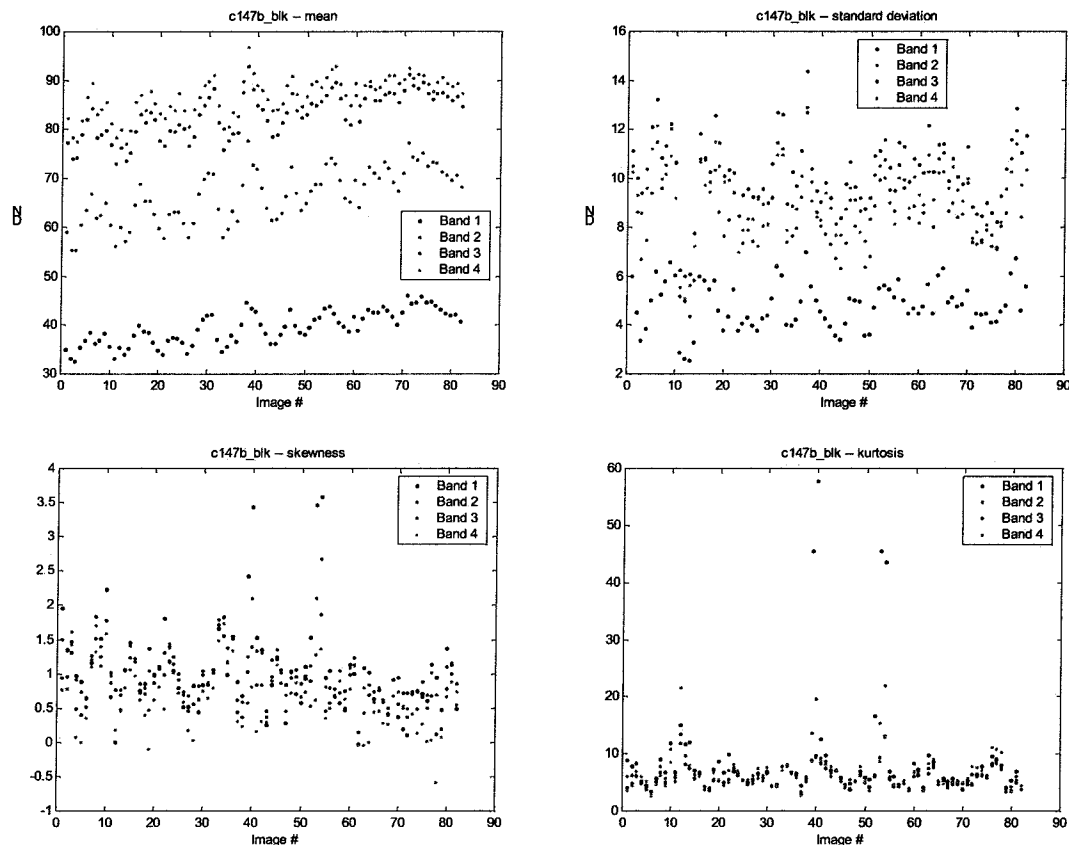 c147b_blk – mean
100
90
80
70
60
50
40
30
ND
Band 1
Band 2
Band 3
Band 4
0 10 20 30 40 50 60 70 80 90
Image #
c147b_blk – standard deviation
16
14
12
10
8
6
4
2
ND
Band 1
Band 2
Band 3
Band 4
0 10 20 30 40 50 60 70 80 90
Image #
c147b_blk – skewness
4
3.5
3
2.5
2
1.5
1
0.5
0
-0.5
-1
Band 1
Band 2
Band 3
Band 4
0 10 20 30 40 50 60 70 80 90
Image #
c147b_blk – kurtosis
60
50
40
30
20
10
0
Band 1
Band 2
Band 3
Band 4
0 10 20 30 40 50 60 70 80 90
Image #